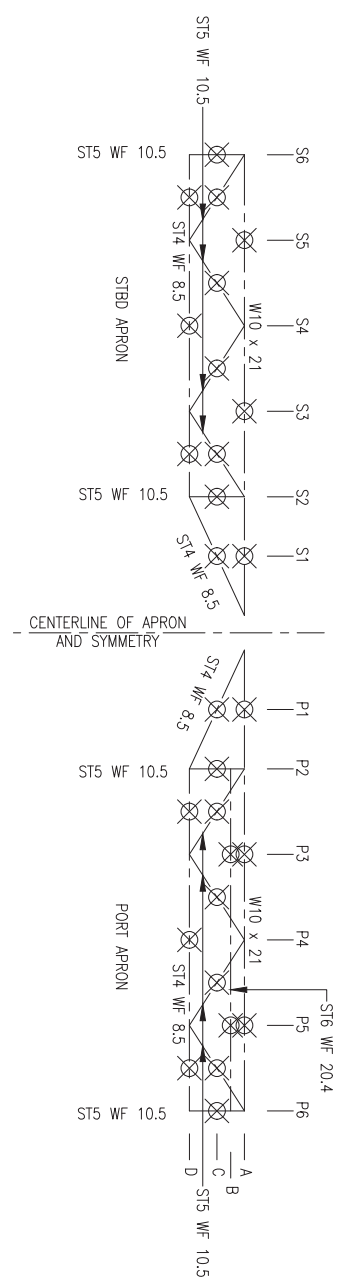 ST5 WF 10.5
ST5 WF 10.5
S6
S5
ST4 WF 8.5
STBD APRON
S4
W10 x 21
S3
ST5 WF 10.5
S2
S1
ST4 WF 8.5
CENTERLINE OF APRON
AND SYMMETRY
ST4 WF 8.5
P1
ST5 WF 10.5
P2
P3
W10 x 21
PORT APRON
P4
ST4 WF 8.5
P5
ST6 WF 20.4
ST5 WF 10.5
P6
D
C
B
A
ST5 WF 10.5